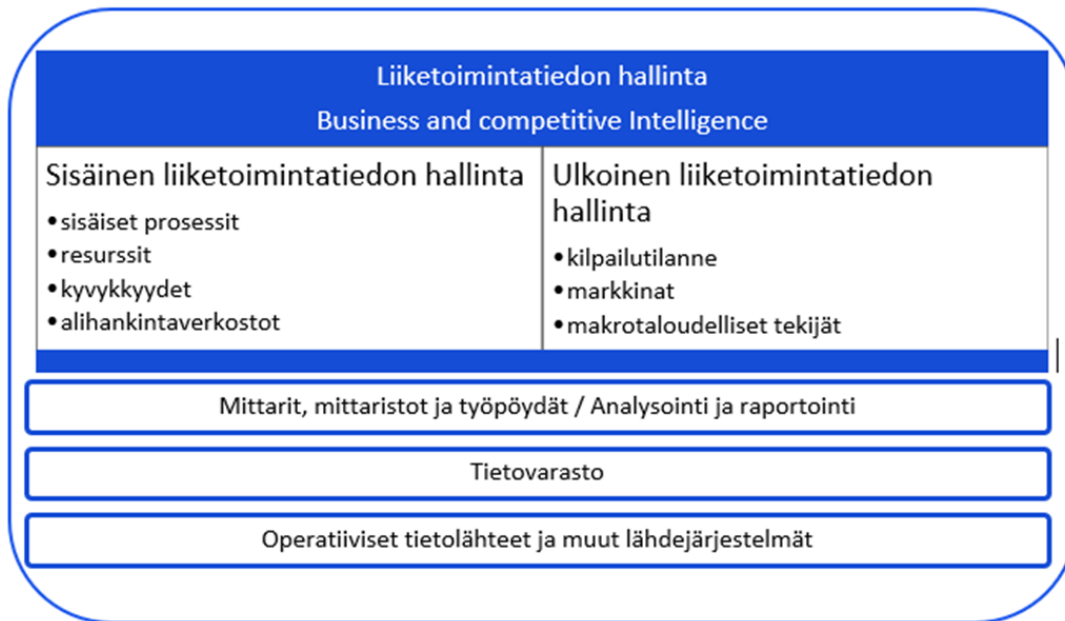 Liiketoimintatiedon hallinta
Business and competitive Intelligence
Sisäinen liiketoimintatiedon hallinta
•sisäiset prosessit
•resurssit
•kyvykkyydet
•alihankintaverkostot
Ulkoinen liiketoimintatiedon
hallinta
•kilpailutilanne
•markkinat
•makrotaloudelliset tekijät
Mittarit, mittaristot ja työpöydät / Analysointi ja raportointi
Tietovarasto
Operatiiviset tietolähteet ja muut lähdejärjestelmät